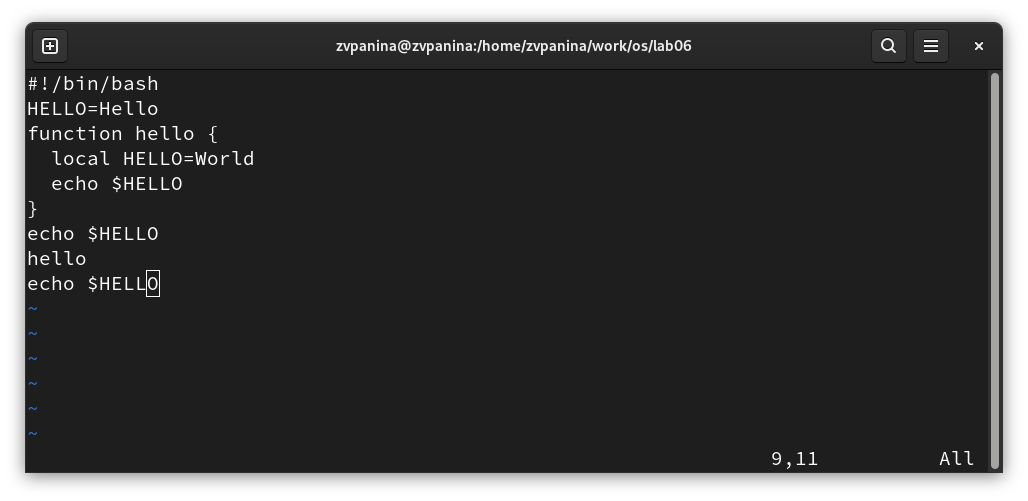 zvpanina@zvpanina:/home/zvpanina/work/os/lab06
#!/bin/bash
HELLO=Hello
function hello {
  local HELLO=World
  echo $HELLO
}
echo $HELLO
hello
echo $HELLO
~
~
~
~
~
~
9,11 All